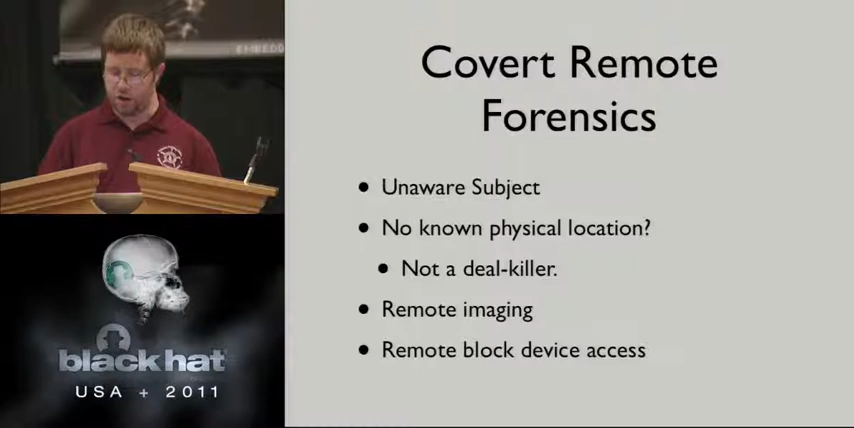 Covert Remote
Forensics
• Unaware Subject
• No known physical location?
• Not a deal-killer.
• Remote imaging
• Remote block device access
black hat
USA + 2011